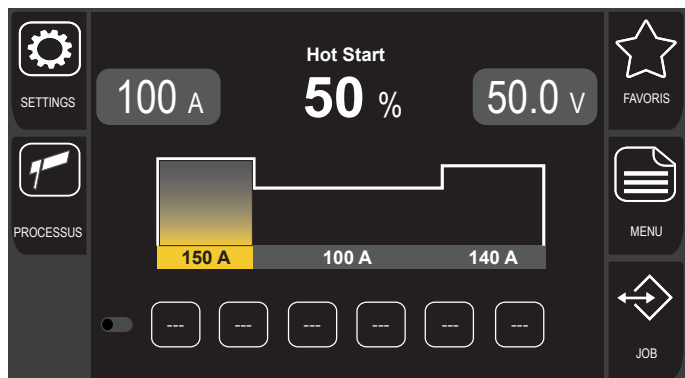 SETTINGS
PROCESSUS
Hot Start
100 A
50 %
50.0 V
150 A
100 A
140 A
---
---
---
---
---
---
FAVORIS
MENU
JOB